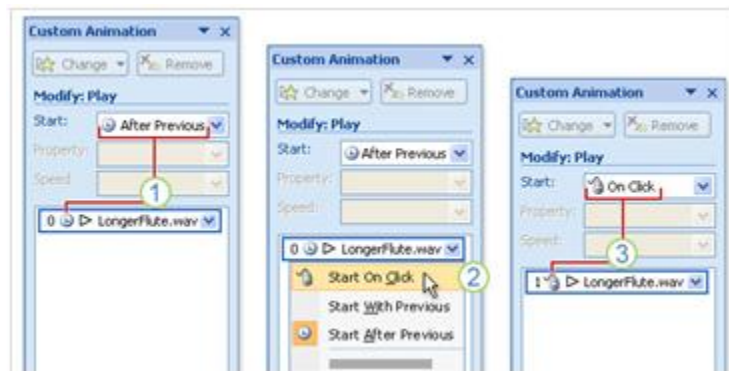 Custom Animation
Change
Remove
Modify: Play
Start:
After Previous
Property:
Speed:
1
0 LongerFlute.wav
Custom Animation
Change
Remove
Modify: Play
Start:
After Previous
Property:
Speed:
0 LongerFlute.wav
Start On Click
2
Start With Previous
Start After Previous
Custom Animation
Change
Remove
Modify: Play
Start:
On Click
Property:
Speed:
3
1 LongerFlute.wav